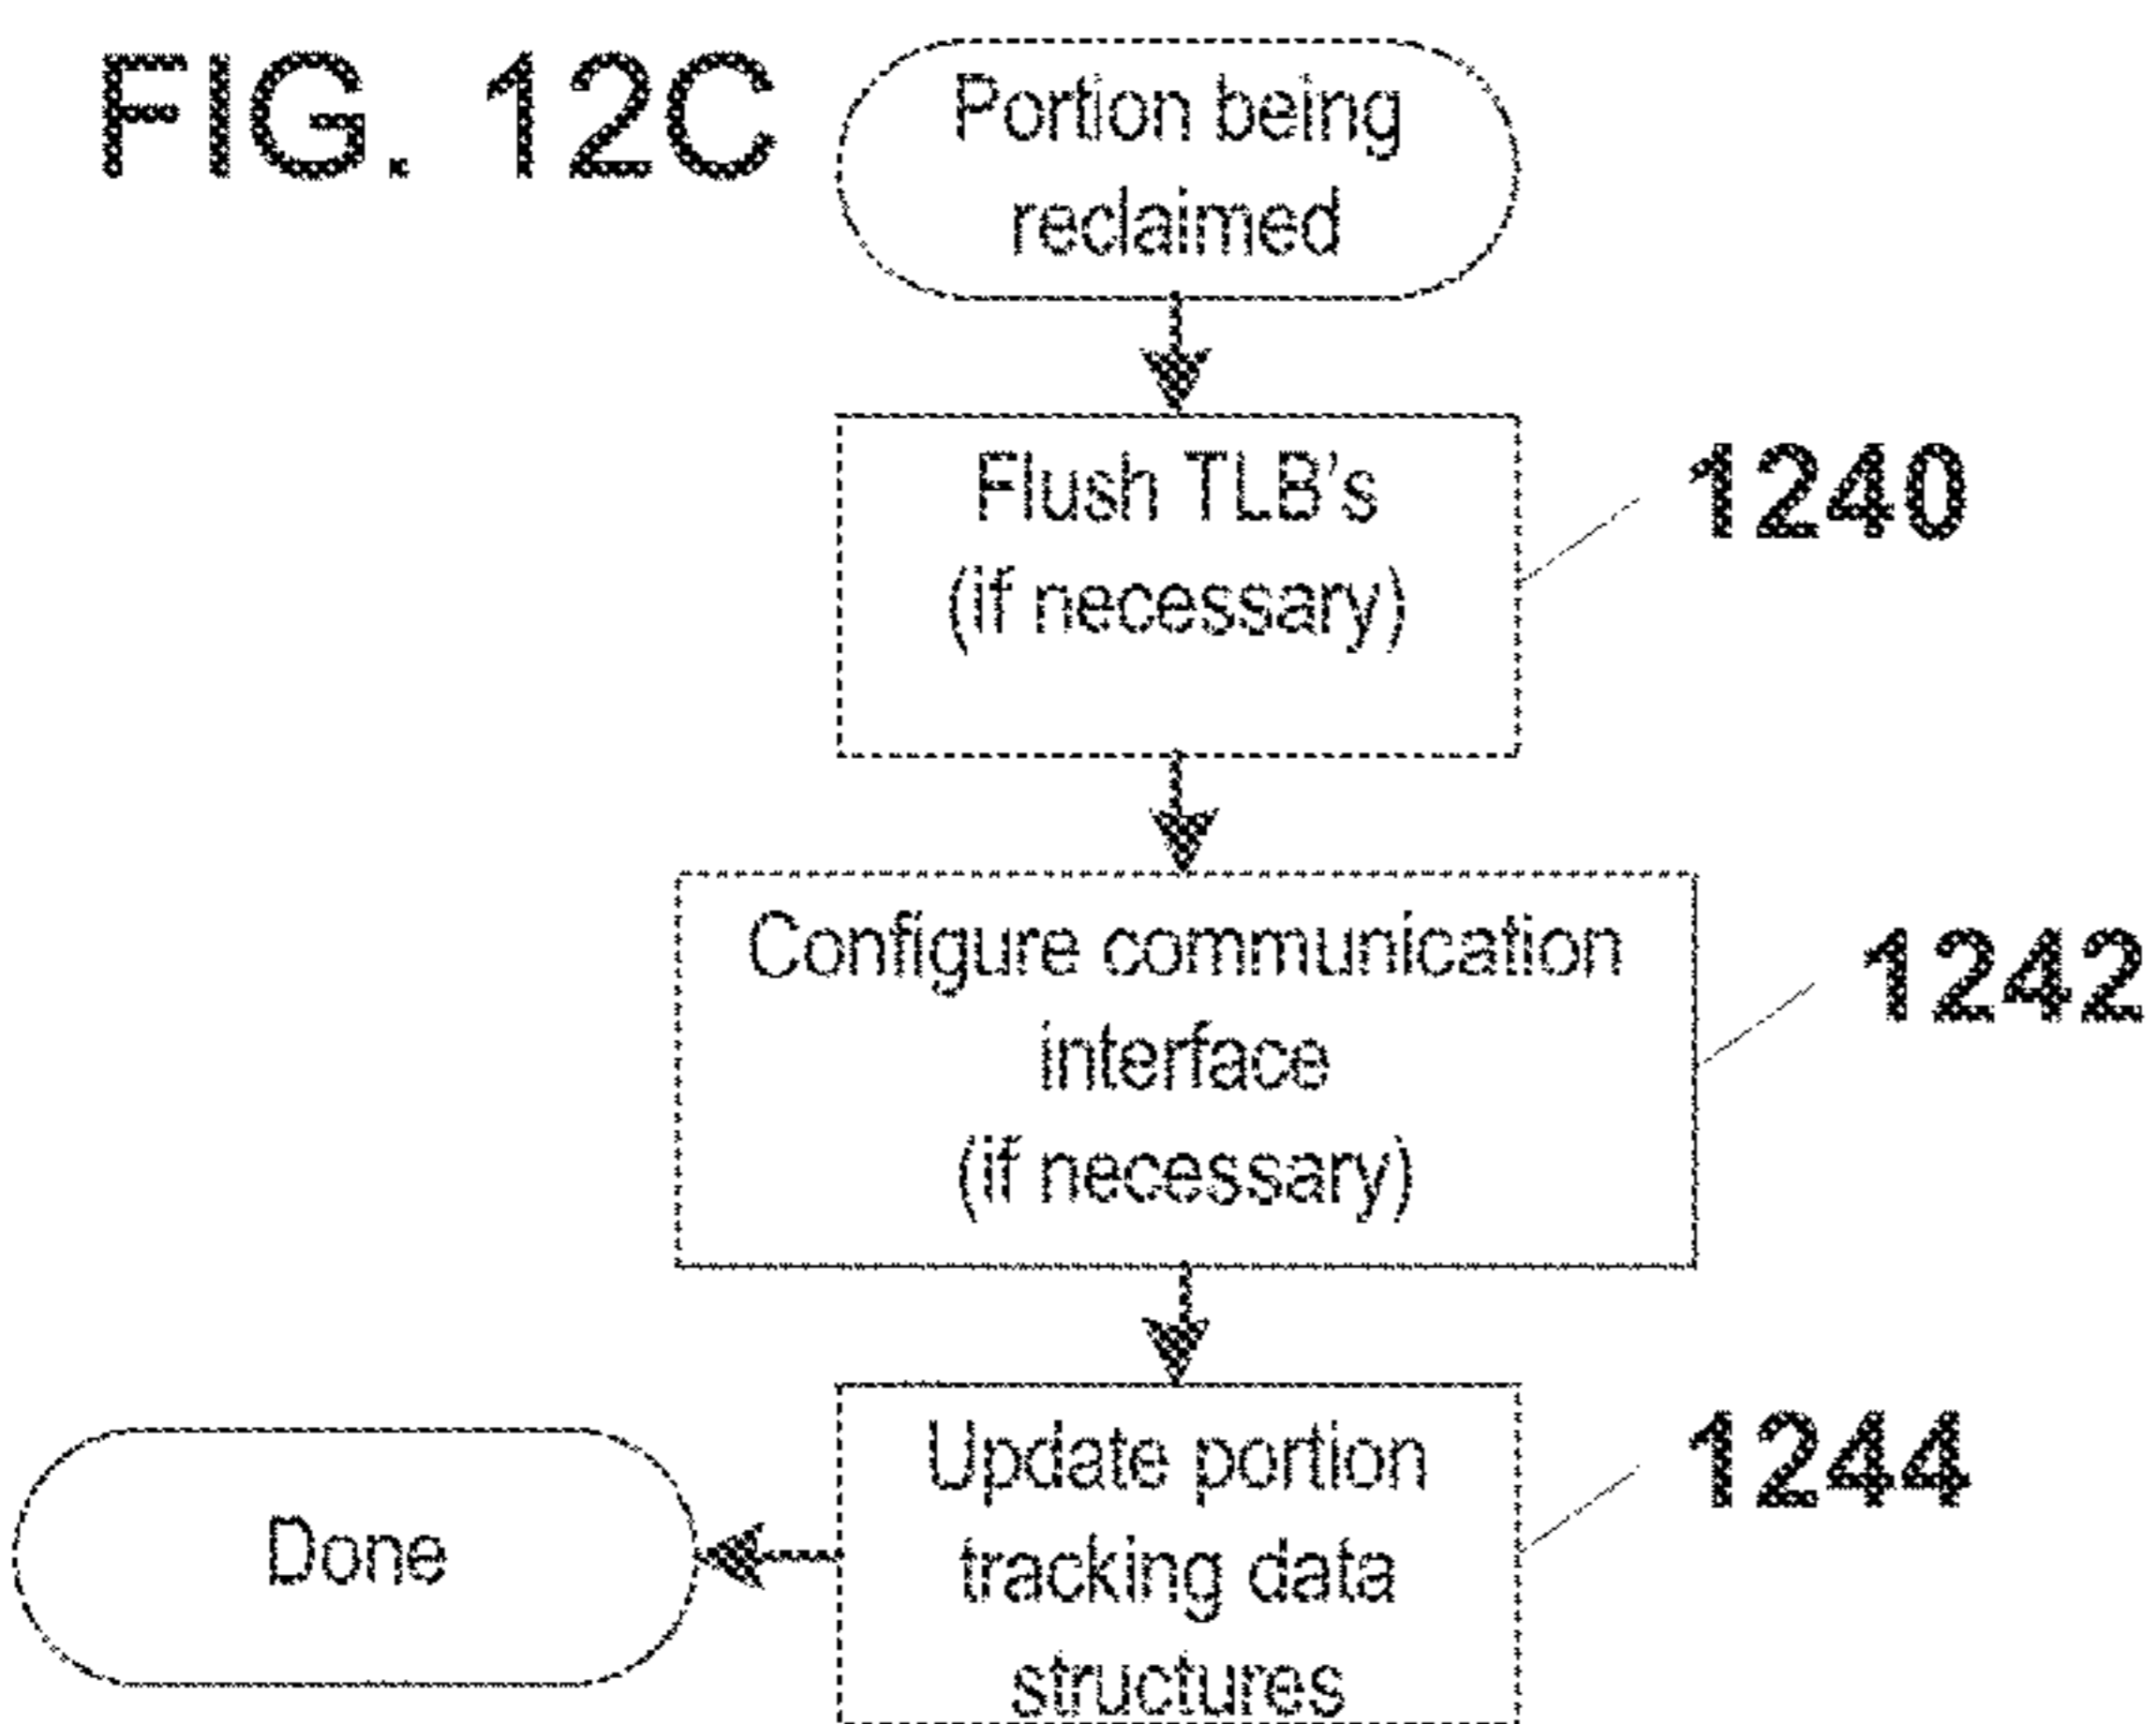 FIG. 12C
Portion being
reclaimed
Flush TLB's
(if necessary)
1240
Configure communication
interface
(if necessary)
1242
Update portion
tracking data
structures
1244
Done